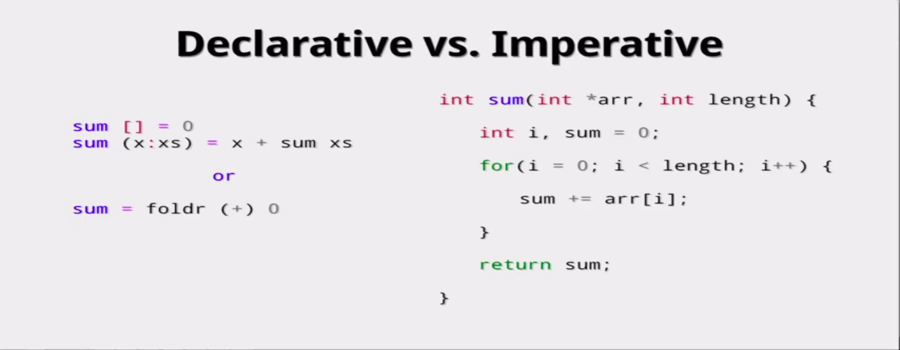 Declarative vs. Imperative
sum [] = 0
sum (x:xs) = x + sum xs
or
sum = foldr (+) 0
int sum(int *arr, int length) {
int i, sum = 0;
for(i = 0; i < length; i++) {
sum += arr[i];
}
return sum;
}